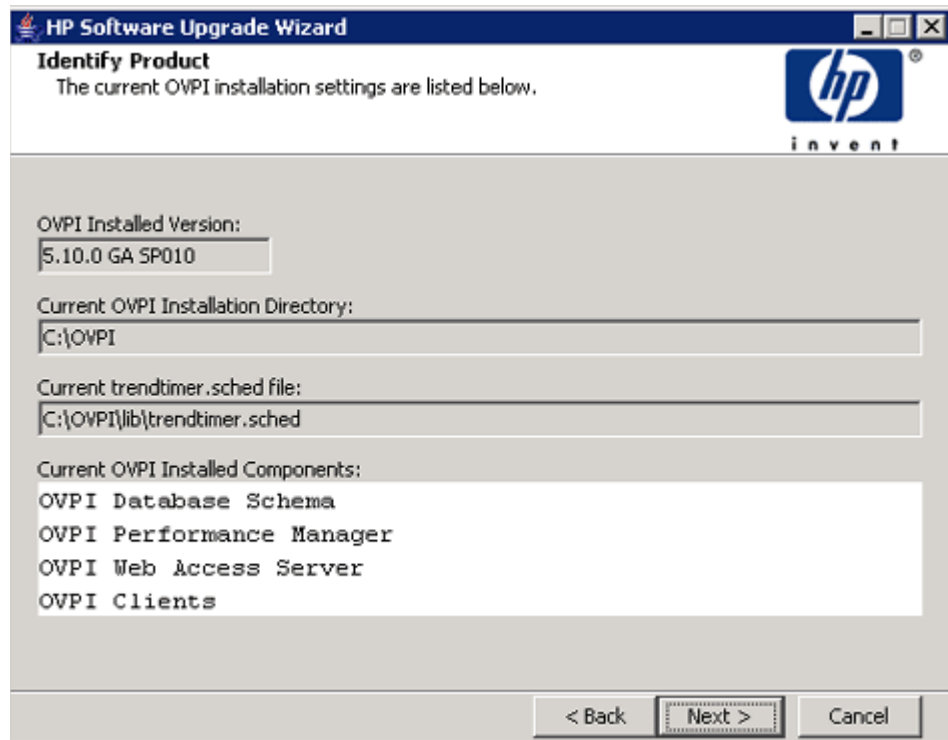 HP Software Upgrade Wizard
Identify Product
The current OVPI installation settings are listed below.
hp
®
invent
OVPI Installed Version:
5.10.0 GA SP010
Current OVPI Installation Directory:
C:\OVPI
Current trendtimer.sched file:
C:\OVPI\lib\trendtimer.sched
Current OVPI Installed Components:
OVPI Database Schema
OVPI Performance Manager
OVPI Web Access Server
OVPI Clients
< Back Next > Cancel